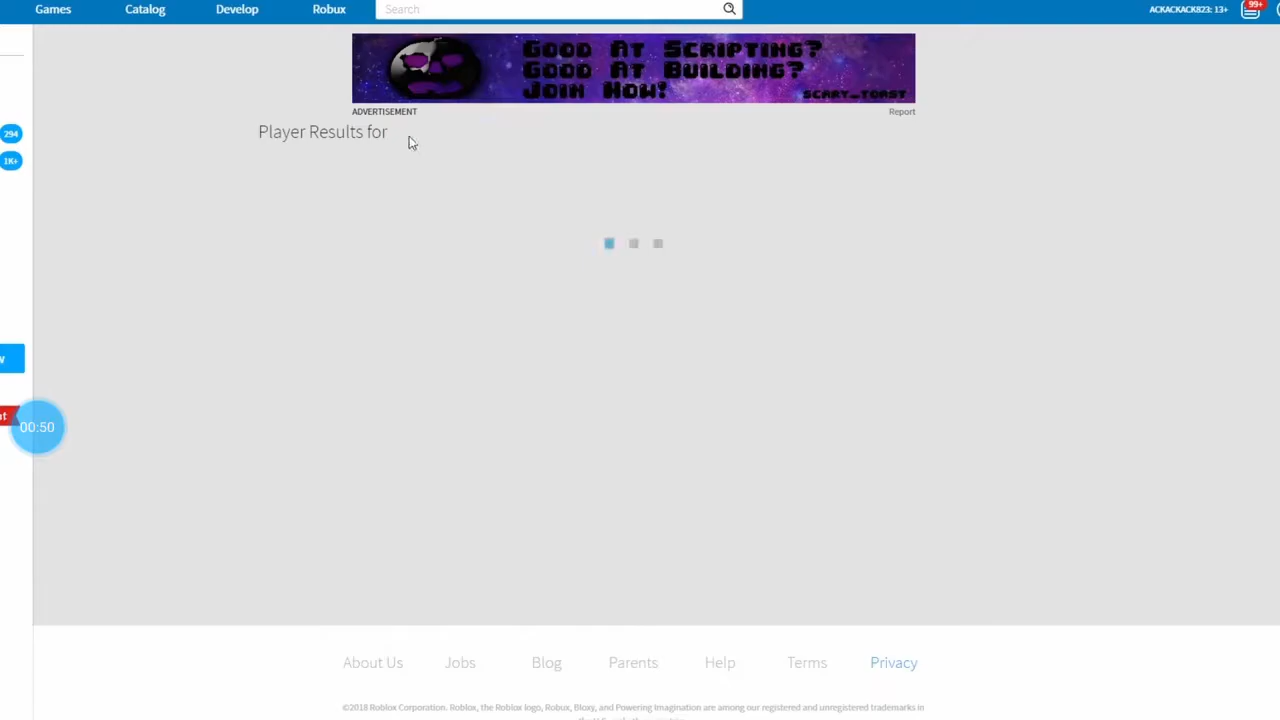 Games Catalog Develop Robux Search ACKACKACK823: 13+ 99+
Good At Scripting?
Good At Building?
Join Now!
Scary_Toast
ADVERTISEMENT Report
Player Results for
294
1K+
00:50
About Us Jobs Blog Parents Help Terms Privacy
©2018 Roblox Corporation. Roblox, the Roblox logo, Robux, Bloxy, and Powering Imagination are among our registered and unregistered trademarks in